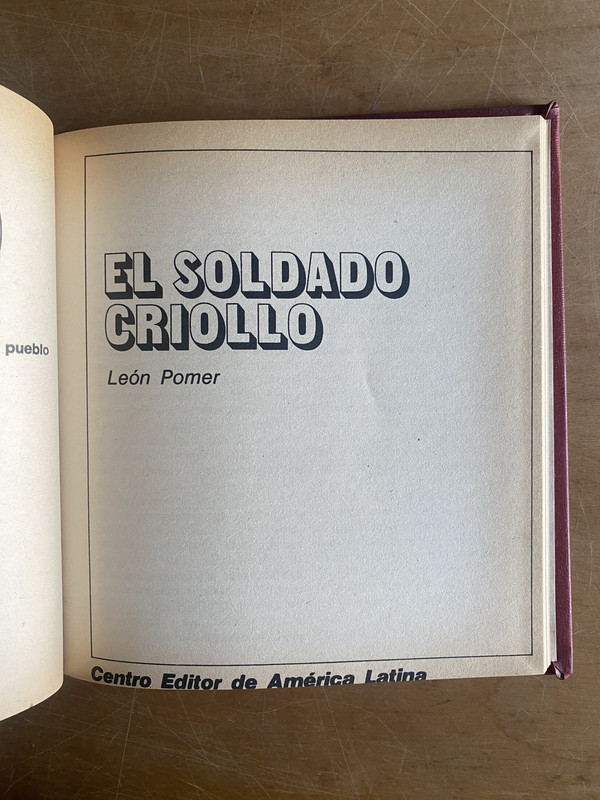 pueblo
EL SOLDADO
CRIOLLO
León Pomer
Centro Editor de América Latina